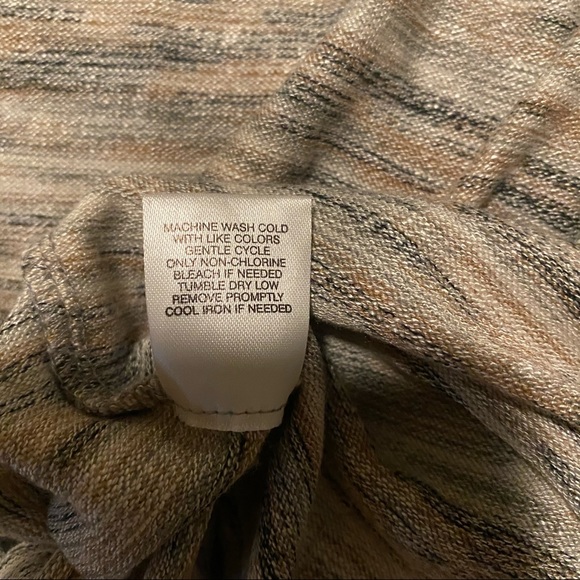 MACHINE WASH COLD
WITH LIKE COLORS
GENTLE CYCLE
ONLY NON-CHLORINE
BLEACH IF NEEDED
TUMBLE DRY LOW
REMOVE PROMPTLY
COOL IRON IF NEEDED